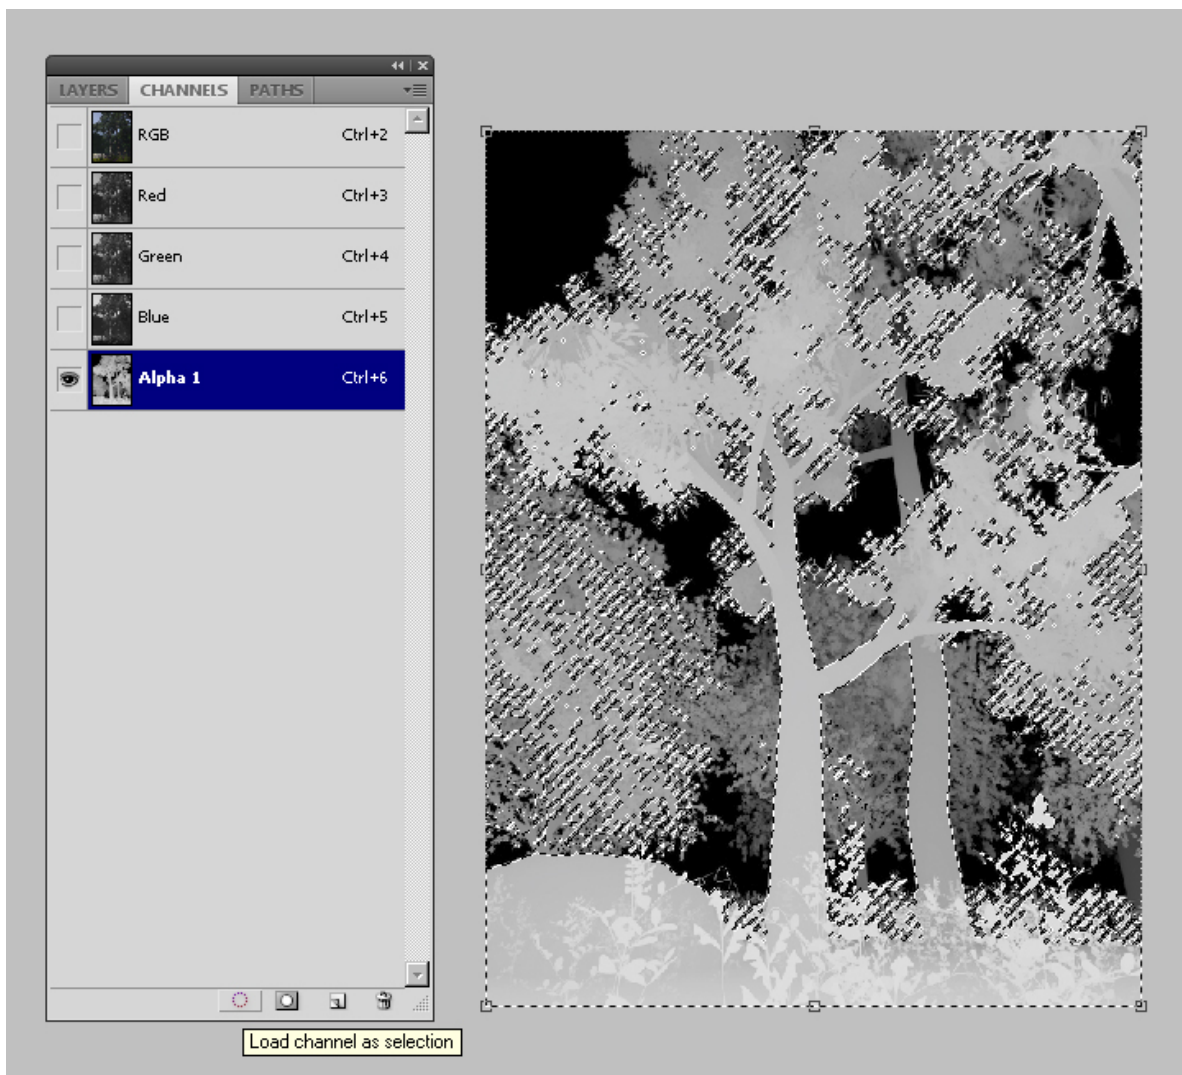 LAYERS CHANNELS PATHS
RGB Ctrl+2
Red Ctrl+3
Green Ctrl+4
Blue Ctrl+5
Alpha 1 Ctrl+6
Load channel as selection